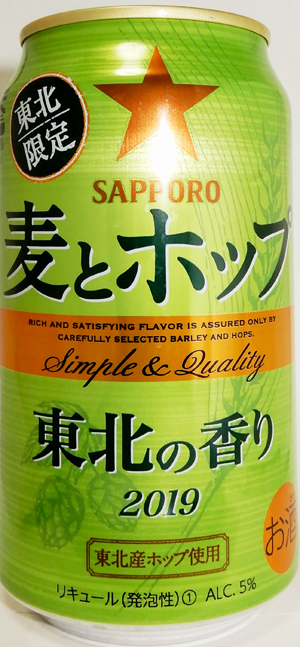 東北
限定
SAPPORO
麦とホップ
RICH AND SATISFYING FLAVOR IS ASSURED ONLY BY
CAREFULLY SELECTED BARLEY AND HOPS.
Simple & Quality
東北の香り
2019
お酒
東北産ホップ使用
リキュール(発泡性)① ALC. 5%